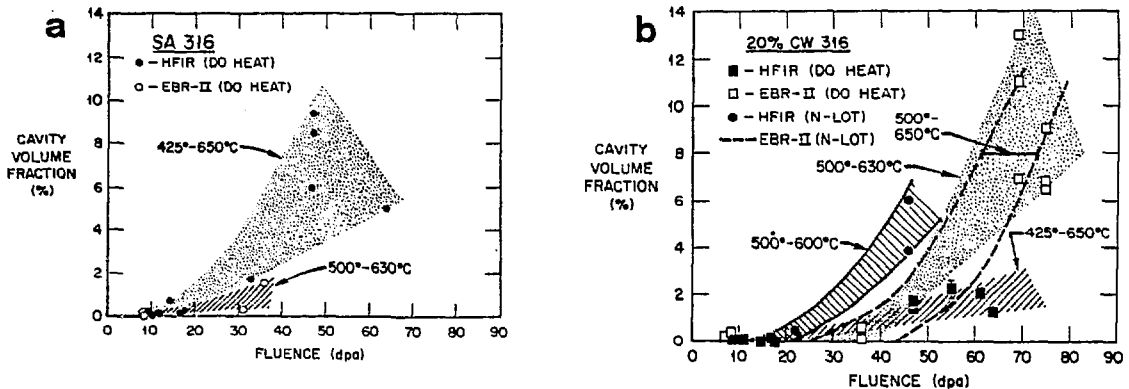 a
SA 316
• – HFIR (DO HEAT)
○ – EBR-II (DO HEAT)
425°-650°C
500°-630°C
CAVITY
VOLUME
FRACTION
(%)
14
12
10
8
6
4
2
0
0 10 20 30 40 50 60 70 80 90
FLUENCE (dpa)
b
20% CW 316
■ – HFIR (DO HEAT)
□ – EBR-II (DO HEAT)
● – HFIR (N-LOT)
--- EBR-II (N-LOT)
500°-
650°C
500°-630°C
500°-600°C
425°-650°C
CAVITY
VOLUME
FRACTION
(%)
14
12
10
8
6
4
2
0
0 10 20 30 40 50 60 70 80 90
FLUENCE (dpa)